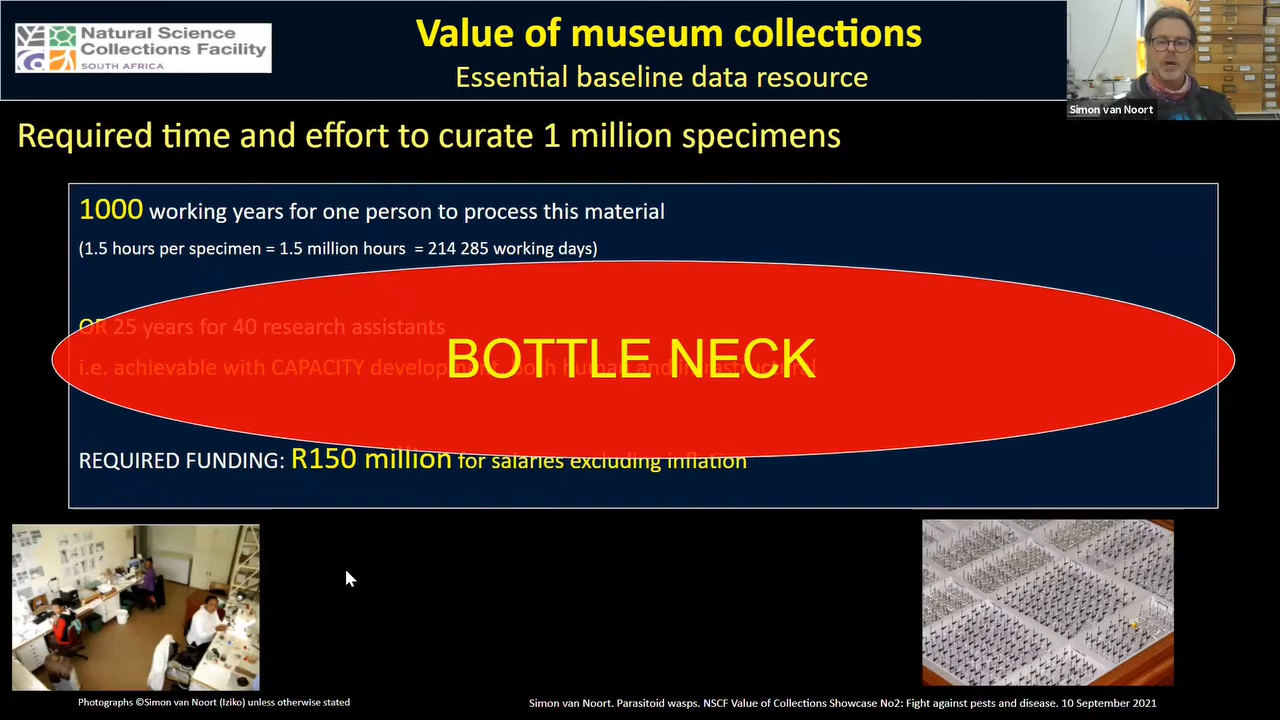 Natural Science
Collections Facility
SOUTH AFRICA
Value of museum collections
Essential baseline data resource
Simon van Noort
Required time and effort to curate 1 million specimens
1000 working years for one person to process this material
(1.5 hours per specimen = 1.5 million hours = 214 285 working days)
OR 25 years for 40 research assistants
BOTTLE NECK
i.e. achievable with CAPACITY development, both human and infrastructural
REQUIRED FUNDING: R150 million for salaries excluding inflation
Photographs ©Simon van Noort (Iziko) unless otherwise stated
Simon van Noort. Parasitoid wasps. NSCF Value of Collections Showcase No2: Fight against pests and disease. 10 September 2021